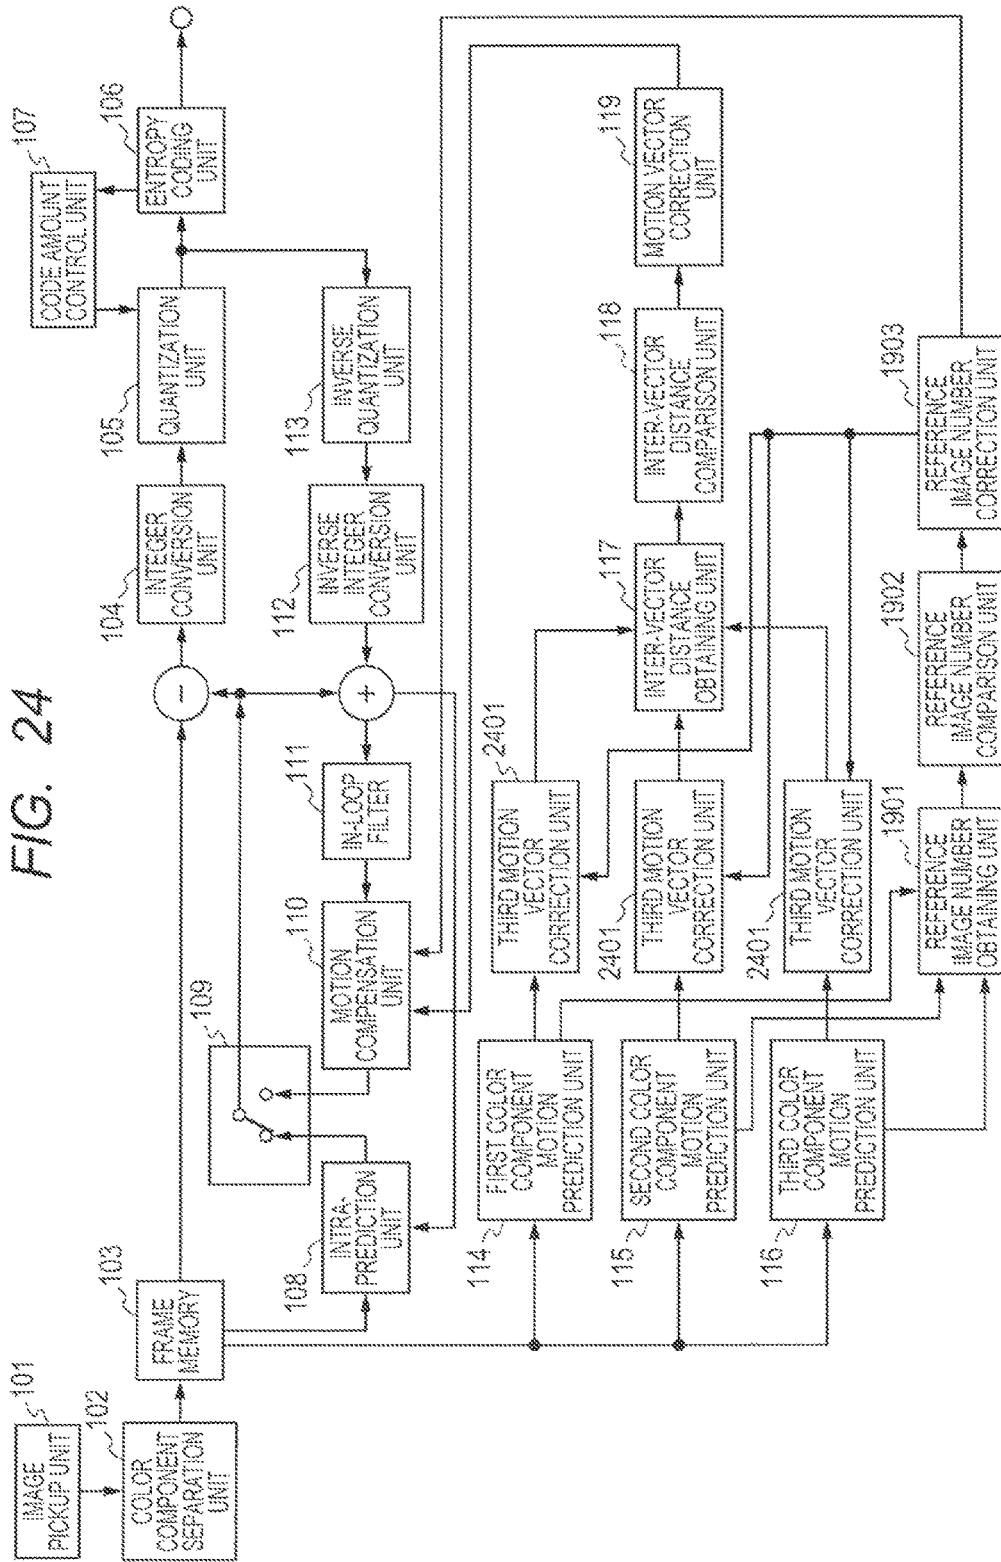 FIG. 24
101
IMAGE
PICKUP UNIT
102
COLOR
COMPONENT
SEPARATION
UNIT
103
FRAME
MEMORY
104
INTEGER
CONVERSION
UNIT
105
QUANTIZATION
UNIT
107
CODE AMOUNT
CONTROL UNIT
106
ENTROPY
CODING
UNIT
-
109
108
INTRA-
PREDICTION
UNIT
110
MOTION
COMPENSATION
UNIT
111
IN-LOOP
FILTER
+
112
INVERSE
INTEGER
CONVERSION
UNIT
113
INVERSE
QUANTIZATION
UNIT
114
FIRST COLOR
COMPONENT
MOTION
PREDICTION UNIT
2401
THIRD MOTION
VECTOR
CORRECTION UNIT
115
SECOND COLOR
COMPONENT
MOTION
PREDICTION UNIT
2401
THIRD MOTION
VECTOR
CORRECTION UNIT
117
INTER-VECTOR
DISTANCE
OBTAINING UNIT
118
INTER-VECTOR
DISTANCE
COMPARISON UNIT
119
MOTION VECTOR
CORRECTION
UNIT
116
THIRD COLOR
COMPONENT
MOTION
PREDICTION UNIT
2401
THIRD MOTION
VECTOR
CORRECTION UNIT
1901
REFERENCE
IMAGE NUMBER
OBTAINING UNIT
1902
REFERENCE
IMAGE NUMBER
COMPARISON UNIT
1903
REFERENCE
IMAGE NUMBER
CORRECTION UNIT